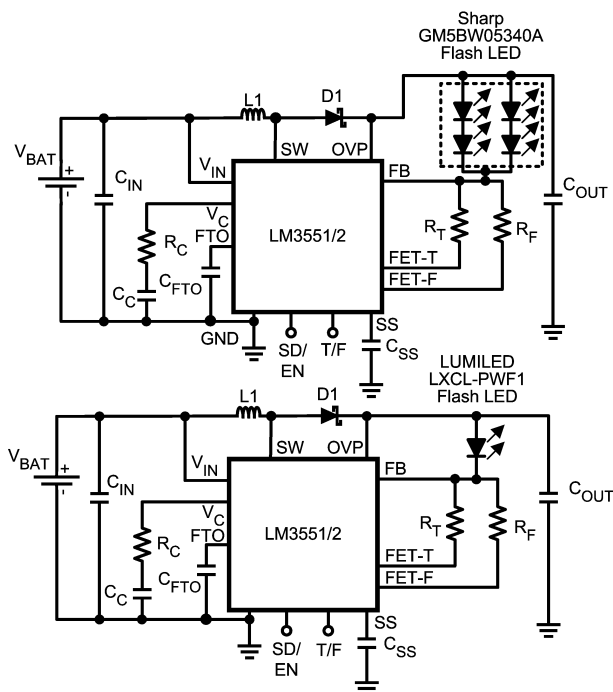 Sharp
GM5BW05340A
Flash LED
L1
D1
VBAT
+
-
CIN
VIN
SW
OVP
FB
COUT
VC
FTO
LM3551/2
RT
RF
RC
CFTO
CC
FET-T
FET-F
GND
SD/
EN
T/F
SS
CSS
LUMILED
LXCL-PWF1
Flash LED
L1
D1
VBAT
+
-
CIN
VIN
SW
OVP
FB
COUT
VC
FTO
LM3551/2
RT
RF
RC
CFTO
CC
FET-T
FET-F
SD/
EN
T/F
SS
CSS